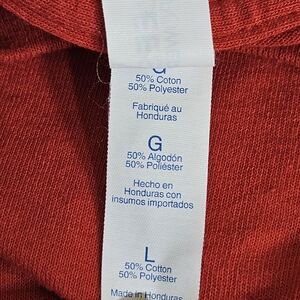 G
50% Coton
50% Polyester
Fabriqué au
Honduras
G
50% Algodón
50% Poliéster
Hecho en
Honduras con
insumos importados
L
50% Cotton
50% Polyester
Made in Honduras